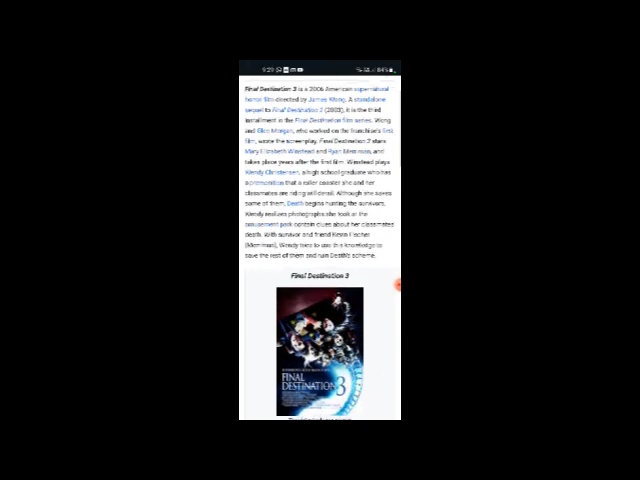 9:29
84%
Final Destination 3 is a 2006 American supernatural
horror film directed by James Wong. A standalone
sequel to Final Destination 2 (2003), it is the third
installment in the Final Destination film series. Wong
and Glen Morgan, who worked on the franchise's first
film, wrote the screenplay. Final Destination 3 stars
Mary Elizabeth Winstead and Ryan Merriman, and
takes place years after the first film. Winstead plays
Wendy Christensen, a high school graduate who has
a premonition that a roller coaster she and her
classmates are riding will derail. Although she saves
some of them, Death begins hunting the survivors.
Wendy realizes photographs she took at the
amusement park contain clues about her classmates
death. With survivor and friend Kevin Fischer
(Merriman), Wendy tries to use this knowledge to
save the rest of them and ruin Death's scheme.
Final Destination 3
FINAL
DESTINATION 3